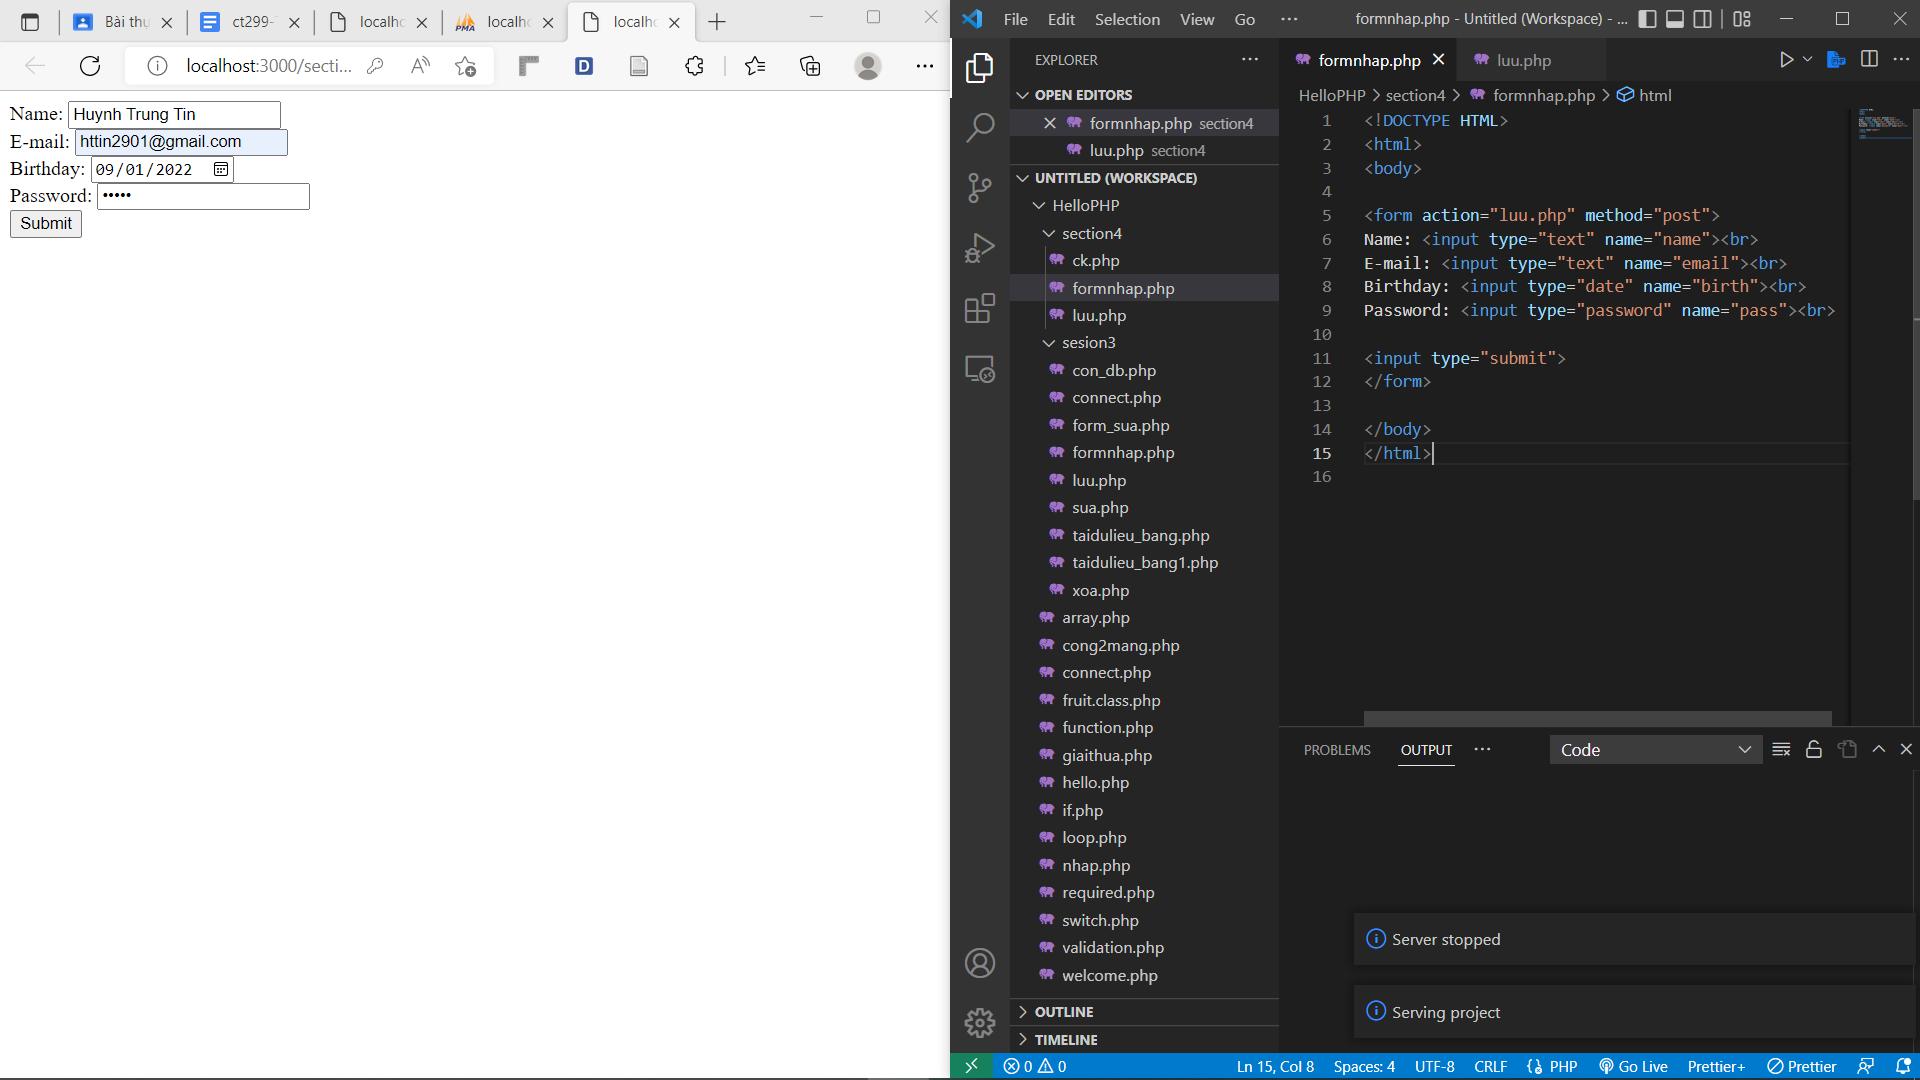 Bài thụ
ct299-
localho
localho
localho
localhost:3000/secti...
Name: Huynh Trung Tin
E-mail: httin2901@gmail.com
Birthday: 09/01/2022
Password: •••••
Submit
File Edit Selection View Go ···
formnhap.php - Untitled (Workspace) - ...
EXPLORER
OPEN EDITORS
formnhap.php section4
luu.php section4
UNTITLED (WORKSPACE)
HelloPHP
section4
ck.php
formnhap.php
luu.php
sesion3
con_db.php
connect.php
form_sua.php
formnhap.php
luu.php
sua.php
taidulieu_bang.php
taidulieu_bang1.php
xoa.php
array.php
cong2mang.php
connect.php
fruit.class.php
function.php
giaithua.php
hello.php
if.php
loop.php
nhap.php
required.php
switch.php
validation.php
welcome.php
OUTLINE
TIMELINE
formnhap.php
luu.php
HelloPHP > section4 > formnhap.php > html
1 <!DOCTYPE HTML>
2 <html>
3 <body>
4
5 <form action="luu.php" method="post">
6 Name: <input type="text" name="name"><br>
7 E-mail: <input type="text" name="email"><br>
8 Birthday: <input type="date" name="birth"><br>
9 Password: <input type="password" name="pass"><br>
10
11 <input type="submit">
12 </form>
13
14 </body>
15 </html>
16
PROBLEMS OUTPUT ··· Code
Server stopped
Serving project
0 0 Ln 15, Col 8 Spaces: 4 UTF-8 CRLF PHP Go Live Prettier+ Prettier